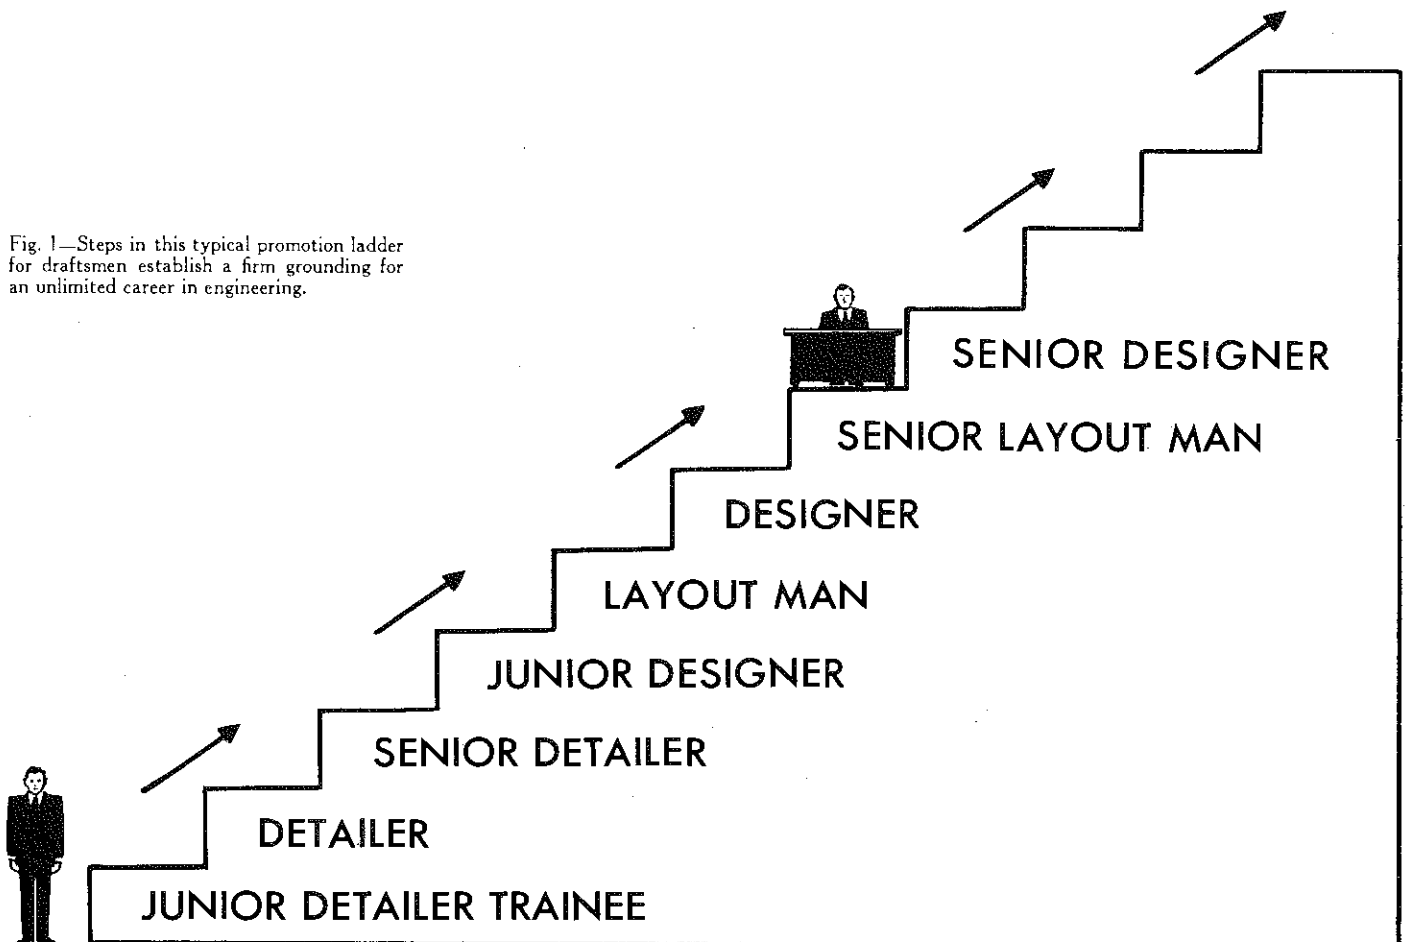 Fig. 1—Steps in this typical promotion ladder
for draftsmen establish a firm grounding for
an unlimited career in engineering.
SENIOR DESIGNER
SENIOR LAYOUT MAN
DESIGNER
LAYOUT MAN
JUNIOR DESIGNER
SENIOR DETAILER
DETAILER
JUNIOR DETAILER TRAINEE